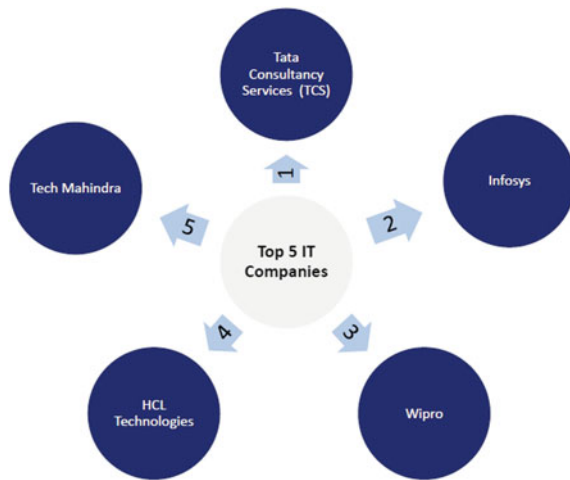 Tata
Consultancy
Services (TCS)
1
Infosys
2
Wipro
3
HCL
Technologies
4
Tech Mahindra
5
Top 5 IT
Companies